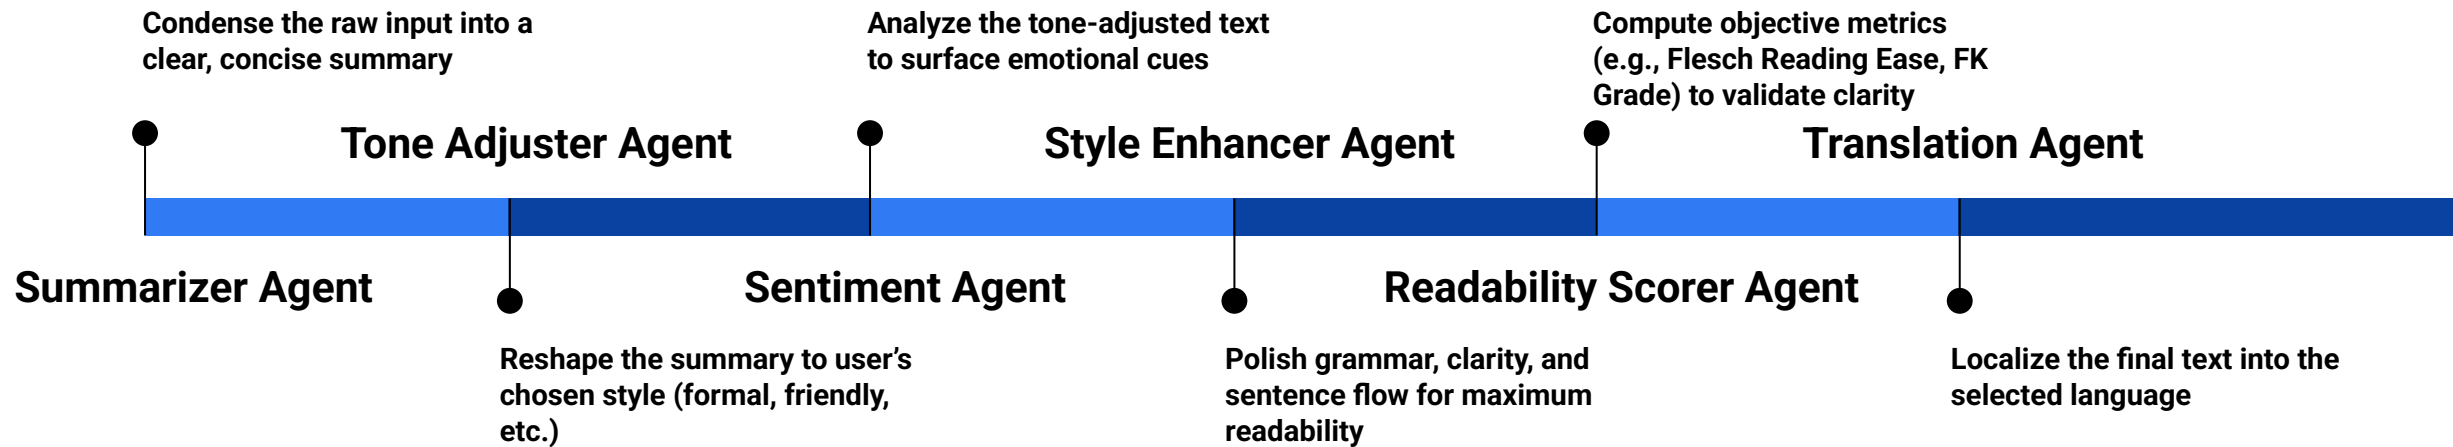 Condense the raw input into a
clear, concise summary
Summarizer Agent
Tone Adjuster Agent
Reshape the summary to user’s
chosen style (formal, friendly,
etc.)
Analyze the tone-adjusted text
to surface emotional cues
Sentiment Agent
Style Enhancer Agent
Polish grammar, clarity, and
sentence flow for maximum
readability
Compute objective metrics
(e.g., Flesch Reading Ease, FK
Grade) to validate clarity
Readability Scorer Agent
Translation Agent
Localize the final text into the
selected language